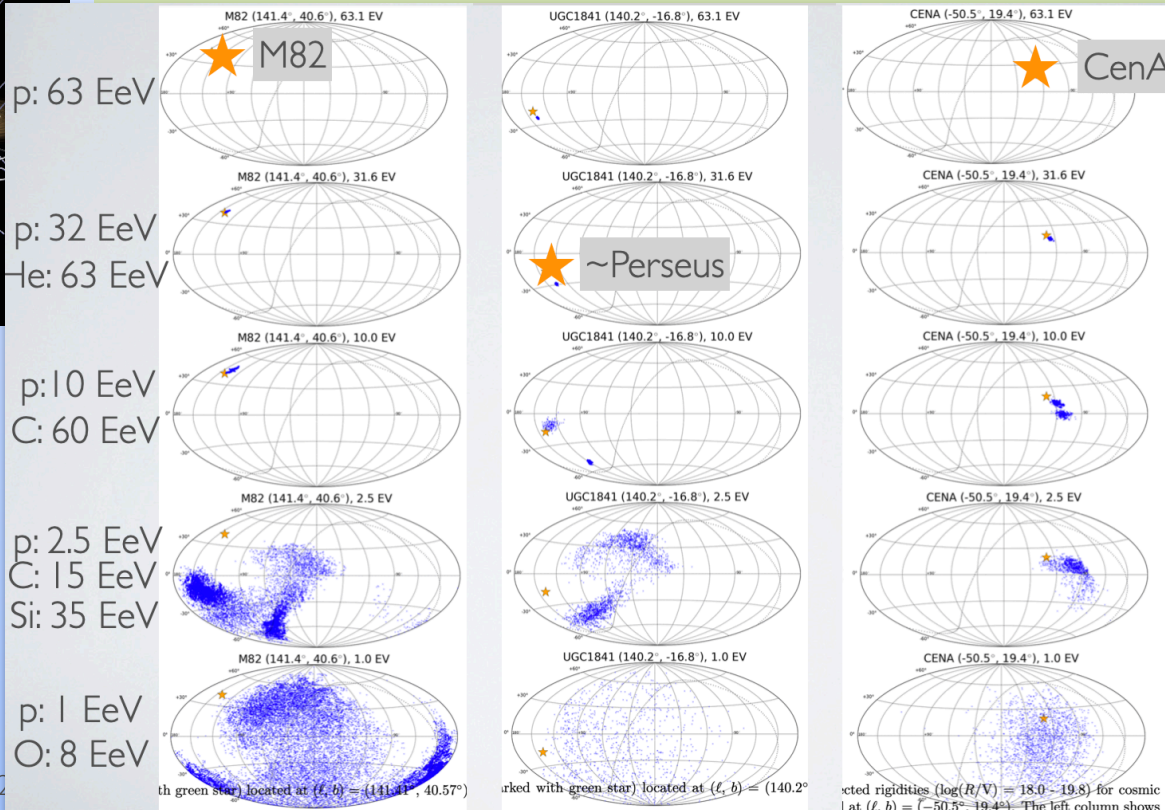 M82 (141.4°, 40.6°), 63.1 EV
UGC1841 (140.2°, -16.8°), 63.1 EV
CENA (-50.5°, 19.4°), 63.1 EV
M82
CenA
p: 63 EeV
M82 (141.4°, 40.6°), 31.6 EV
UGC1841 (140.2°, -16.8°), 31.6 EV
CENA (-50.5°, 19.4°), 31.6 EV
p: 32 EeV
He: 63 EeV
~Perseus
M82 (141.4°, 40.6°), 10.0 EV
UGC1841 (140.2°, -16.8°), 10.0 EV
CENA (-50.5°, 19.4°), 10.0 EV
p:10 EeV
C: 60 EeV
M82 (141.4°, 40.6°), 2.5 EV
UGC1841 (140.2°, -16.8°), 2.5 EV
CENA (-50.5°, 19.4°), 2.5 EV
p: 2.5 EeV
C: 15 EeV
Si: 35 EeV
M82 (141.4°, 40.6°), 1.0 EV
UGC1841 (140.2°, -16.8°), 1.0 EV
CENA (-50.5°, 19.4°), 1.0 EV
p: 1 EeV
O: 8 EeV
th green star) located at (ℓ, b) = (141.41°, 40.57°)
arked with green star) located at (ℓ, b) = (140.2°
ected rigidities (log(R/V) = 18.0 - 19.8) for cosmic
at (ℓ, b) = (−50.5°, 19.4°). The left column shows